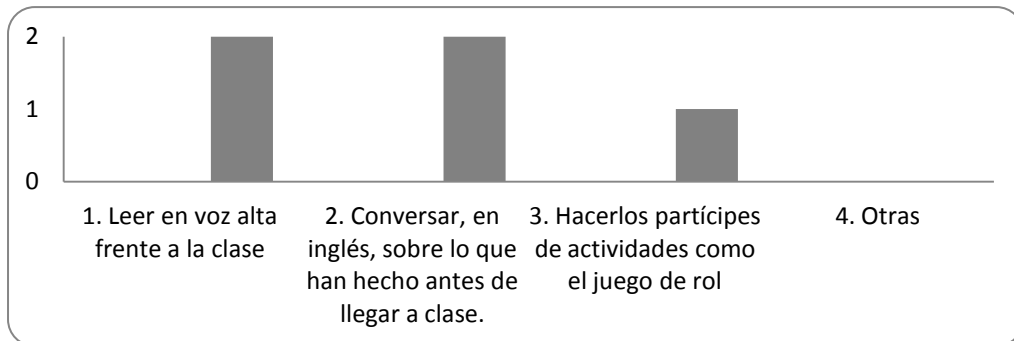 2
1
0
1. Leer en voz alta
frente a la clase
2. Conversar, en
inglés, sobre lo que
han hecho antes de
llegar a clase.
3. Hacerlos partícipes
de actividades como
el juego de rol
4. Otras